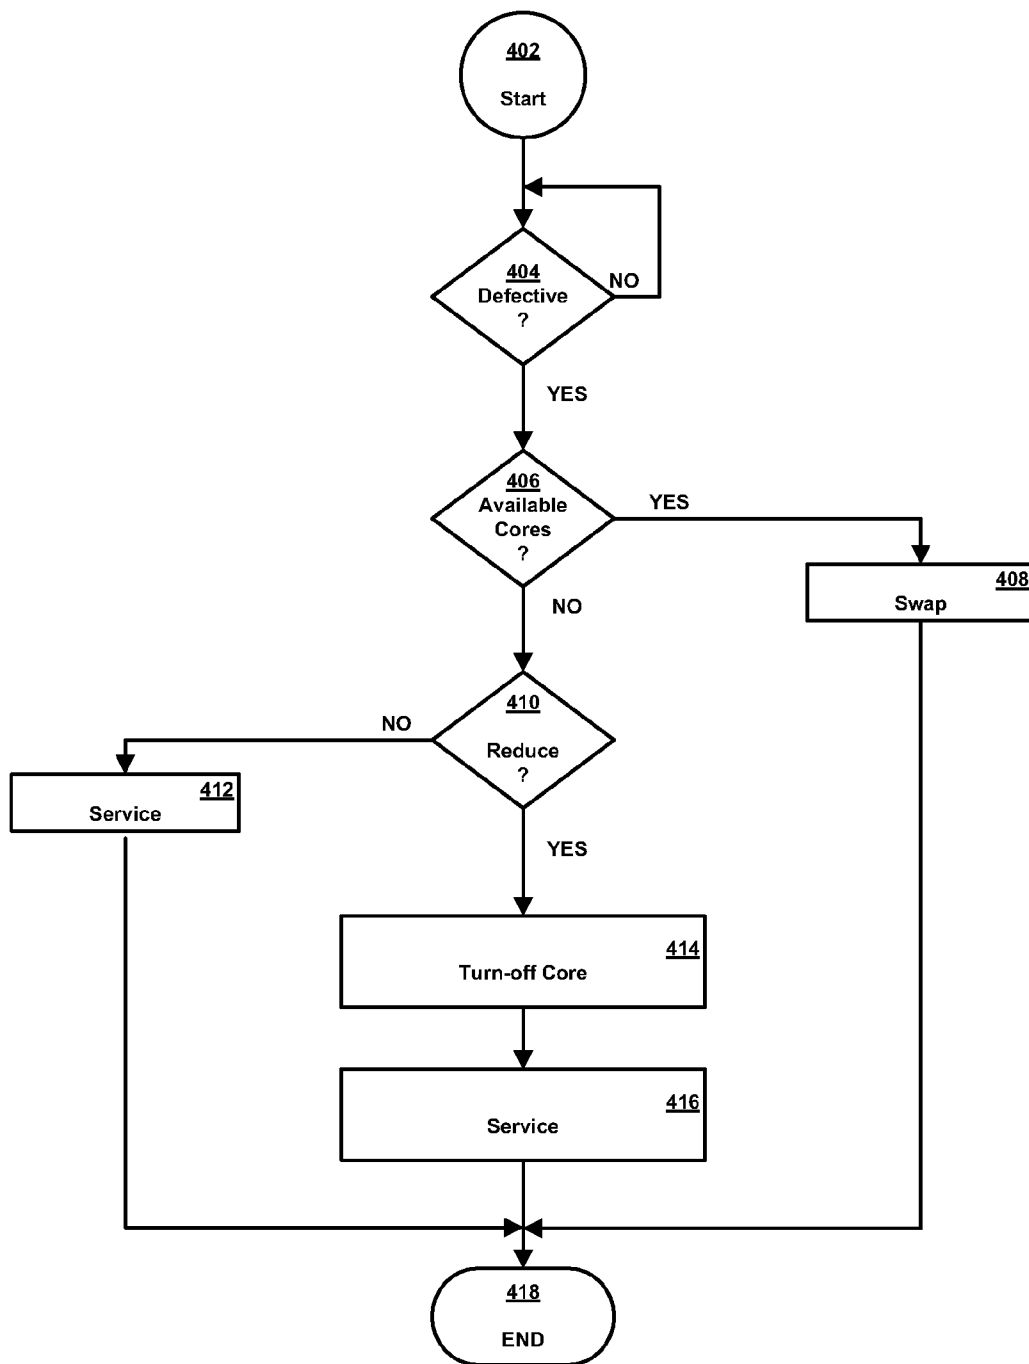 402
Start
404
Defective
?
NO
YES
406
Available
Cores
?
YES
NO
408
Swap
410
Reduce
?
NO
YES
412
Service
414
Turn-off Core
416
Service
418
END